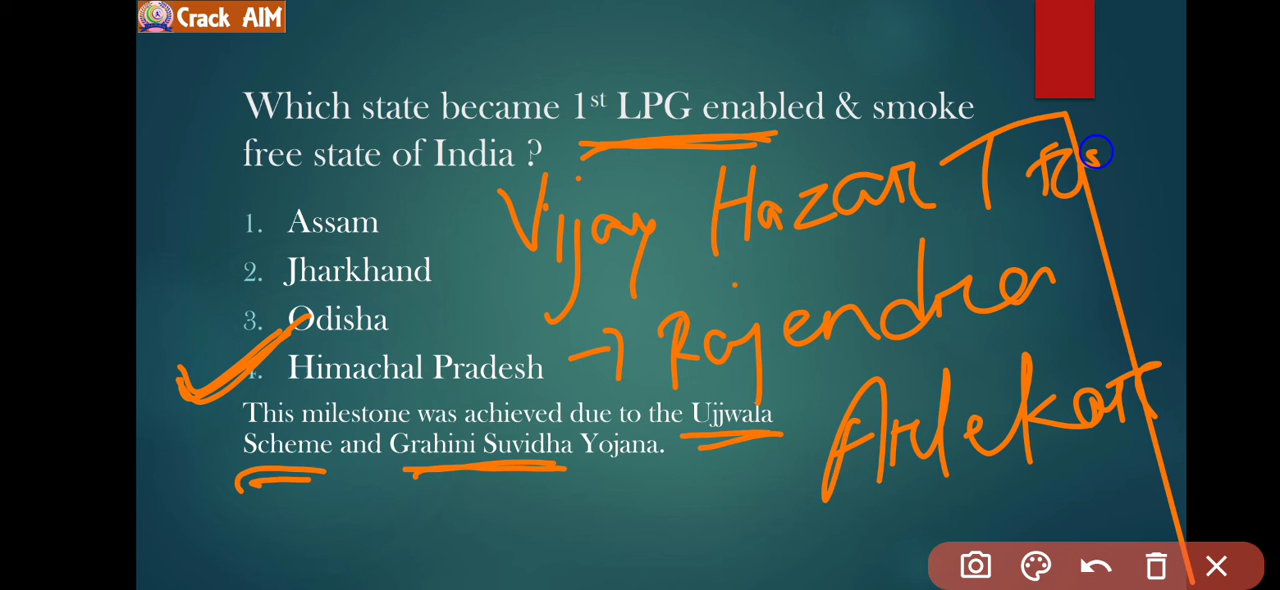 Crack AIM
Which state became 1st LPG enabled & smoke
free state of India ?
1. Assam
2. Jharkhand
3. Odisha
4. Himachal Pradesh
This milestone was achieved due to the Ujjwala
Scheme and Grahini Suvidha Yojana.
Vijay Hazar
Rajendra
Arlekar